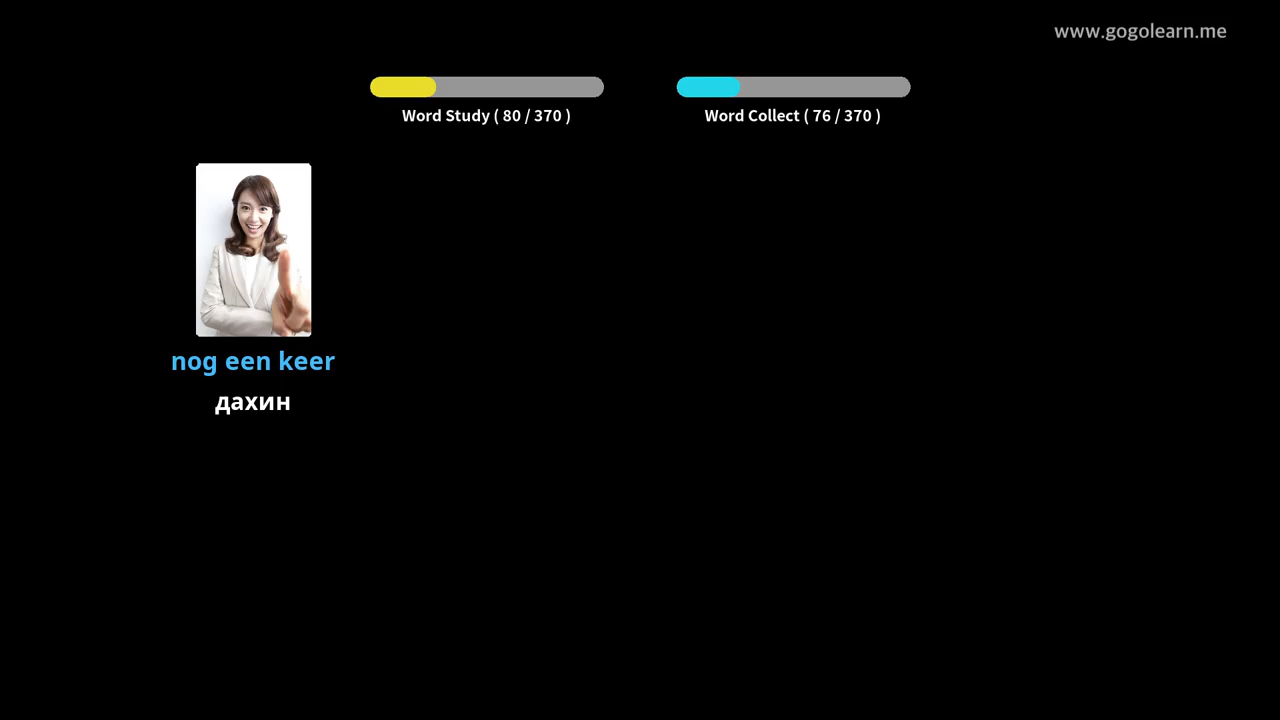 www.gogolearn.me
Word Study ( 80 / 370 )
Word Collect ( 76 / 370 )
nog een keer
дахин